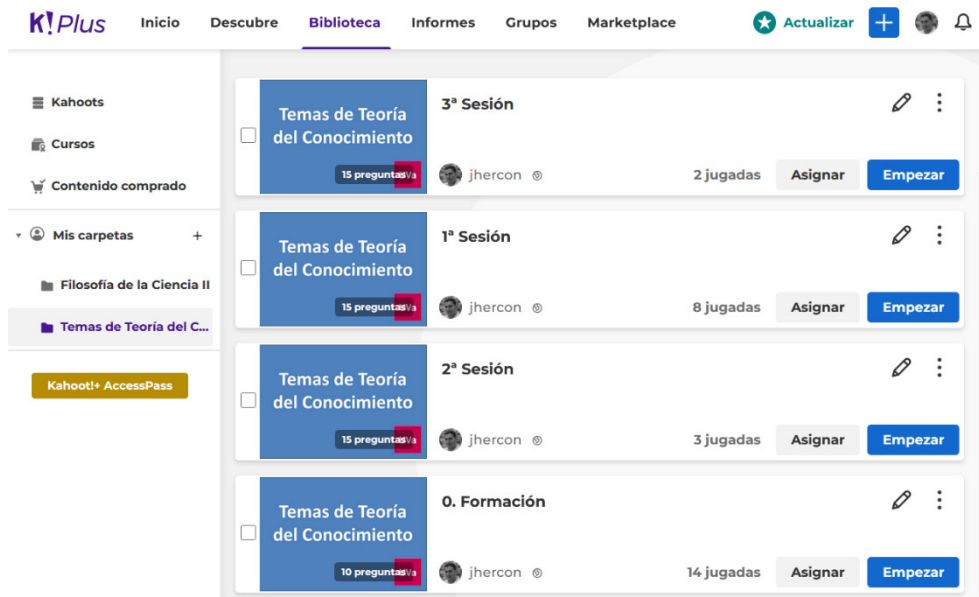 K! Plus Inicio Descubre Biblioteca Informes Grupos Marketplace Actualizar
Kahoots
Cursos
Contenido comprado
Mis carpetas +
Filosofía de la Ciencia II
Temas de Teoría del C...
Kahoot!+ AccessPass
Temas de Teoría
del Conocimiento
15 preguntas
3ª Sesión
jhercon
2 jugadas Asignar Empezar
Temas de Teoría
del Conocimiento
15 preguntas
1ª Sesión
jhercon
8 jugadas Asignar Empezar
Temas de Teoría
del Conocimiento
15 preguntas
2ª Sesión
jhercon
3 jugadas Asignar Empezar
Temas de Teoría
del Conocimiento
10 preguntas
0. Formación
jhercon
14 jugadas Asignar Empezar